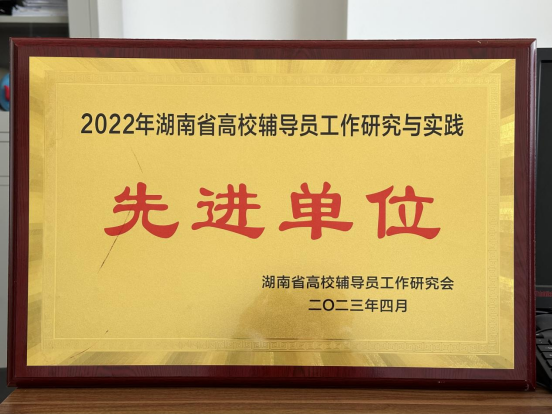 2022年湖南省高校辅导员工作研究与实践
先进单位
湖南省高校辅导员工作研究会
二〇二三年四月